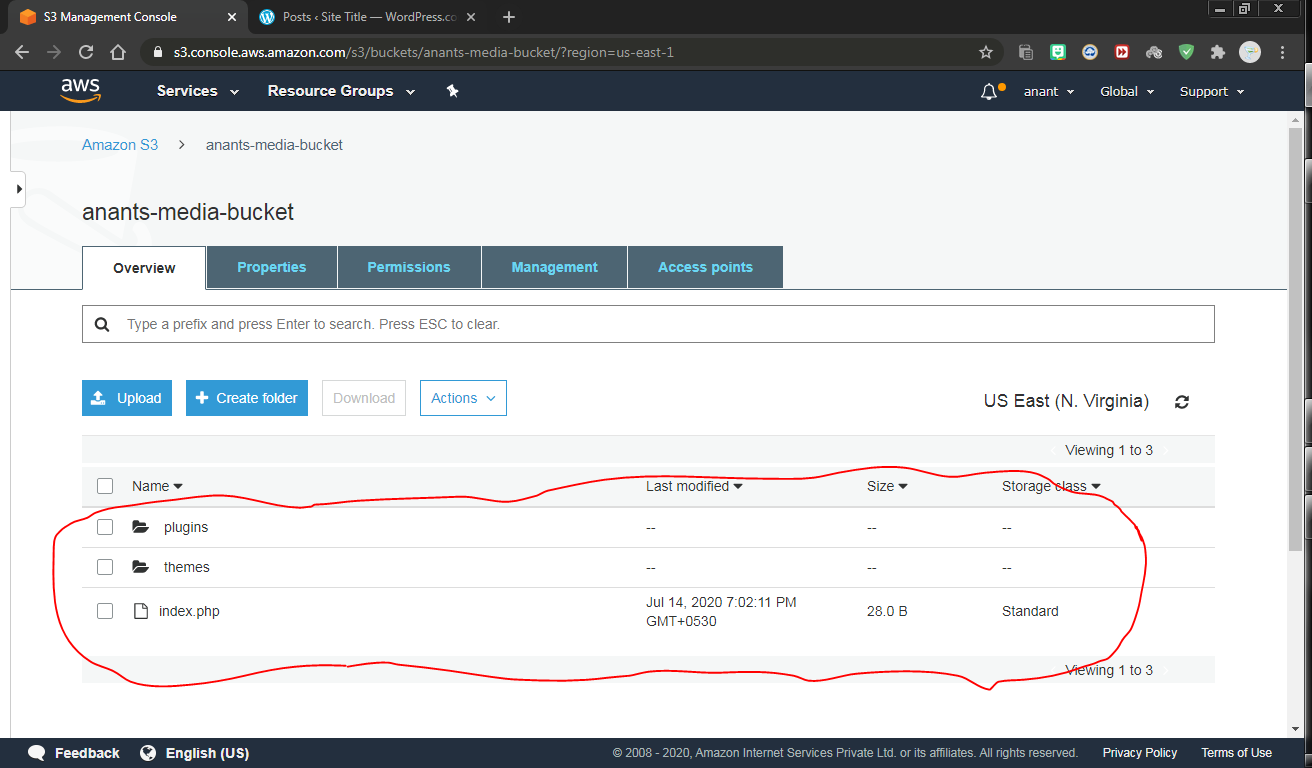 S3 Management Console
Posts ‹ Site Title — WordPress.co
s3.console.aws.amazon.com/s3/buckets/anants-media-bucket/?region=us-east-1
aws
Services
Resource Groups
anant
Global
Support
Amazon S3
anants-media-bucket
anants-media-bucket
Overview
Properties
Permissions
Management
Access points
Type a prefix and press Enter to search. Press ESC to clear.
Upload
Create folder
Download
Actions
US East (N. Virginia)
Viewing 1 to 3
Name
Last modified
Size
Storage class
plugins
--
--
--
themes
--
--
--
index.php
Jul 14, 2020 7:02:11 PM
GMT+0530
28.0 B
Standard
Viewing 1 to 3
Feedback
English (US)
© 2008 - 2020, Amazon Internet Services Private Ltd. or its affiliates. All rights reserved.
Privacy Policy
Terms of Use